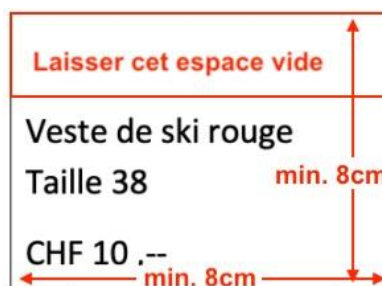 Laisser cet espace vide
Veste de ski rouge
Taille 38
min. 8cm
CHF 10 .--
min. 8cm